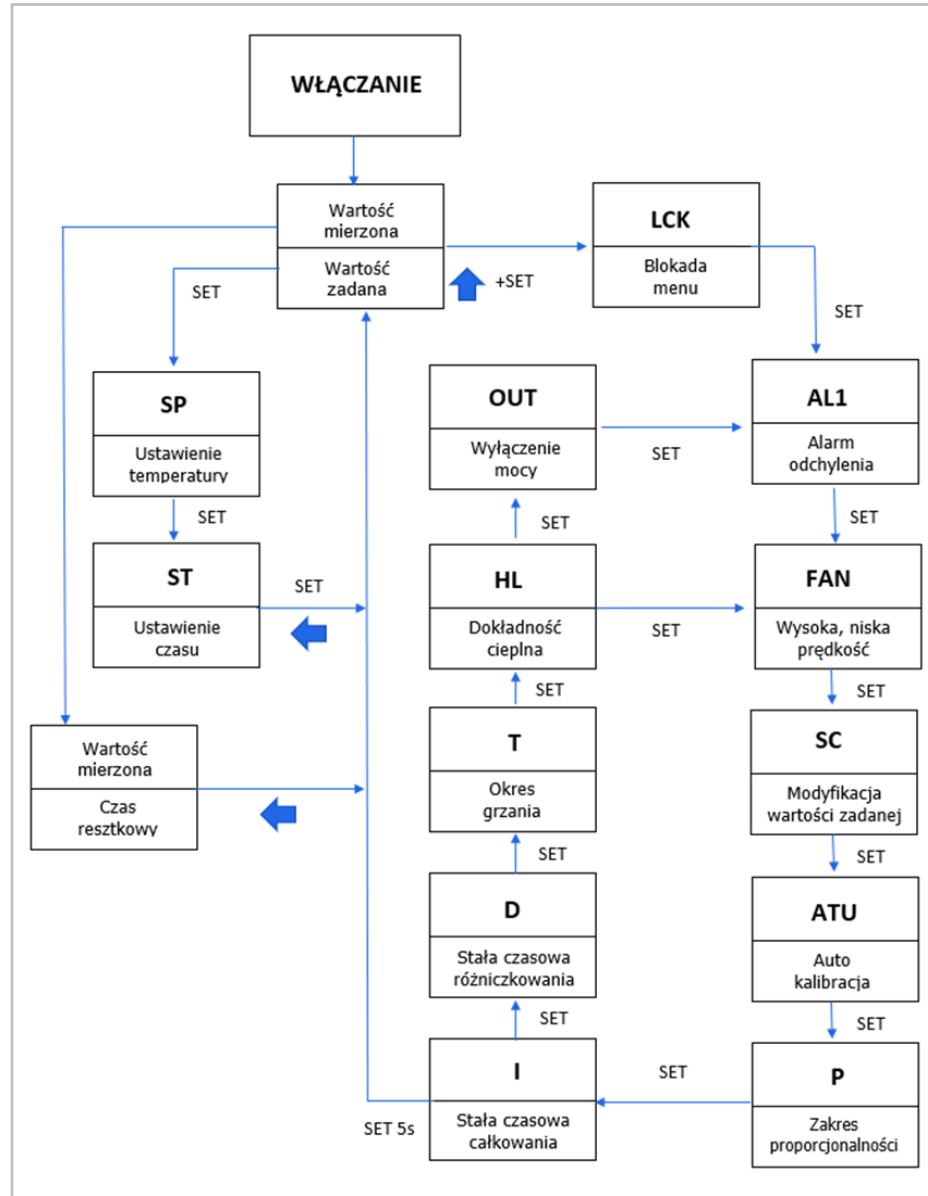 WŁĄCZANIE
Wartość
mierzona
Wartość
zadana
+SET
LCK
Blokada
menu
SET
SET
SP
Ustawienie
temperatury
SET
ST
Ustawienie
czasu
SET
Wartość
mierzona
Czas
resztkowy
OUT
Wyłączenie
mocy
SET
AL1
Alarm
odchylenia
SET
SET
HL
Dokładność
cieplna
SET
FAN
Wysoka, niska
prędkość
SET
SET
T
Okres
grzania
SC
Modyfikacja
wartości zadanej
SET
SET
D
Stała czasowa
różniczkowania
ATU
Auto
kalibracja
SET
SET
I
Stała czasowa
całkowania
SET
P
Zakres
proporcjonalności
SET 5s